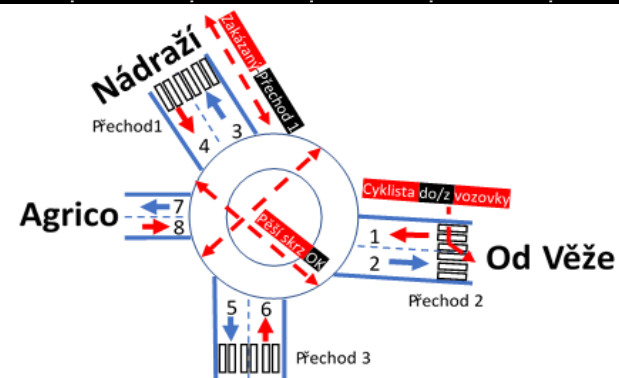 Nádraží
Zakázaný Přechod 1
Přechod1
4
3
Cyklista do/z vozovky
Agrico
7
8
Pěší skrz OK
1
2
Od Věže
Přechod 2
5
6
Přechod 3